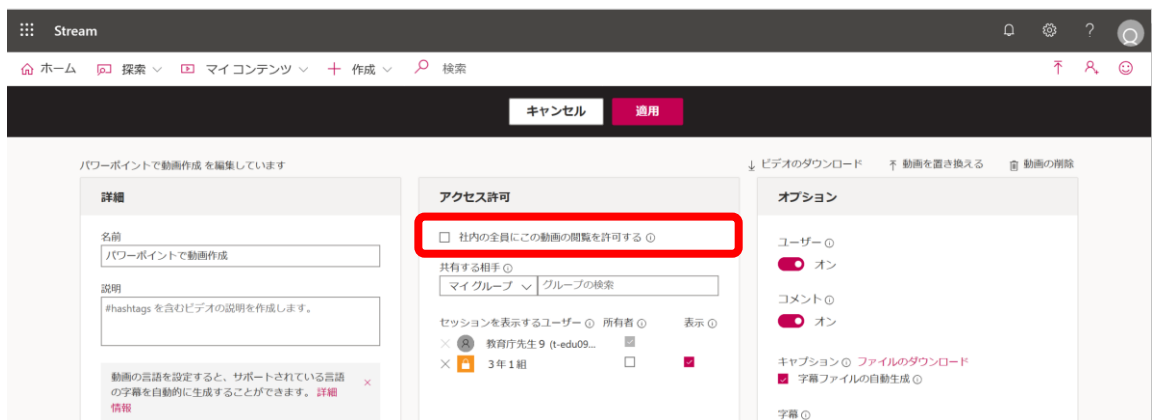 Stream
?
ホーム 探索 マイ コンテンツ 作成 検索
キャンセル 適用
パワーポイントで動画作成 を編集しています
ビデオのダウンロード 動画を置き換える 動画の削除
詳細
名前
パワーポイントで動画作成
説明
#hashtags を含むビデオの説明を作成します。
動画の言語を設定すると、サポートされている言語
の字幕を自動的に生成することができます。 詳細
情報
アクセス許可
社内の全員にこの動画の閲覧を許可する
共有する相手
マイ グループ グループの検索
セッションを表示するユーザー 所有者 表示
教育庁先生9 (t-edu09...
3年1組
オプション
ユーザー
オン
コメント
オン
キャプション ファイルのダウンロード
字幕ファイルの自動生成
字幕